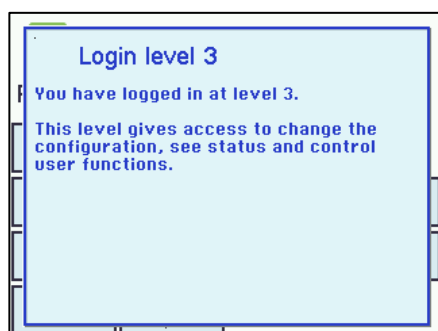 Login level 3
You have logged in at level 3.
This level gives access to change the
configuration, see status and control
user functions.